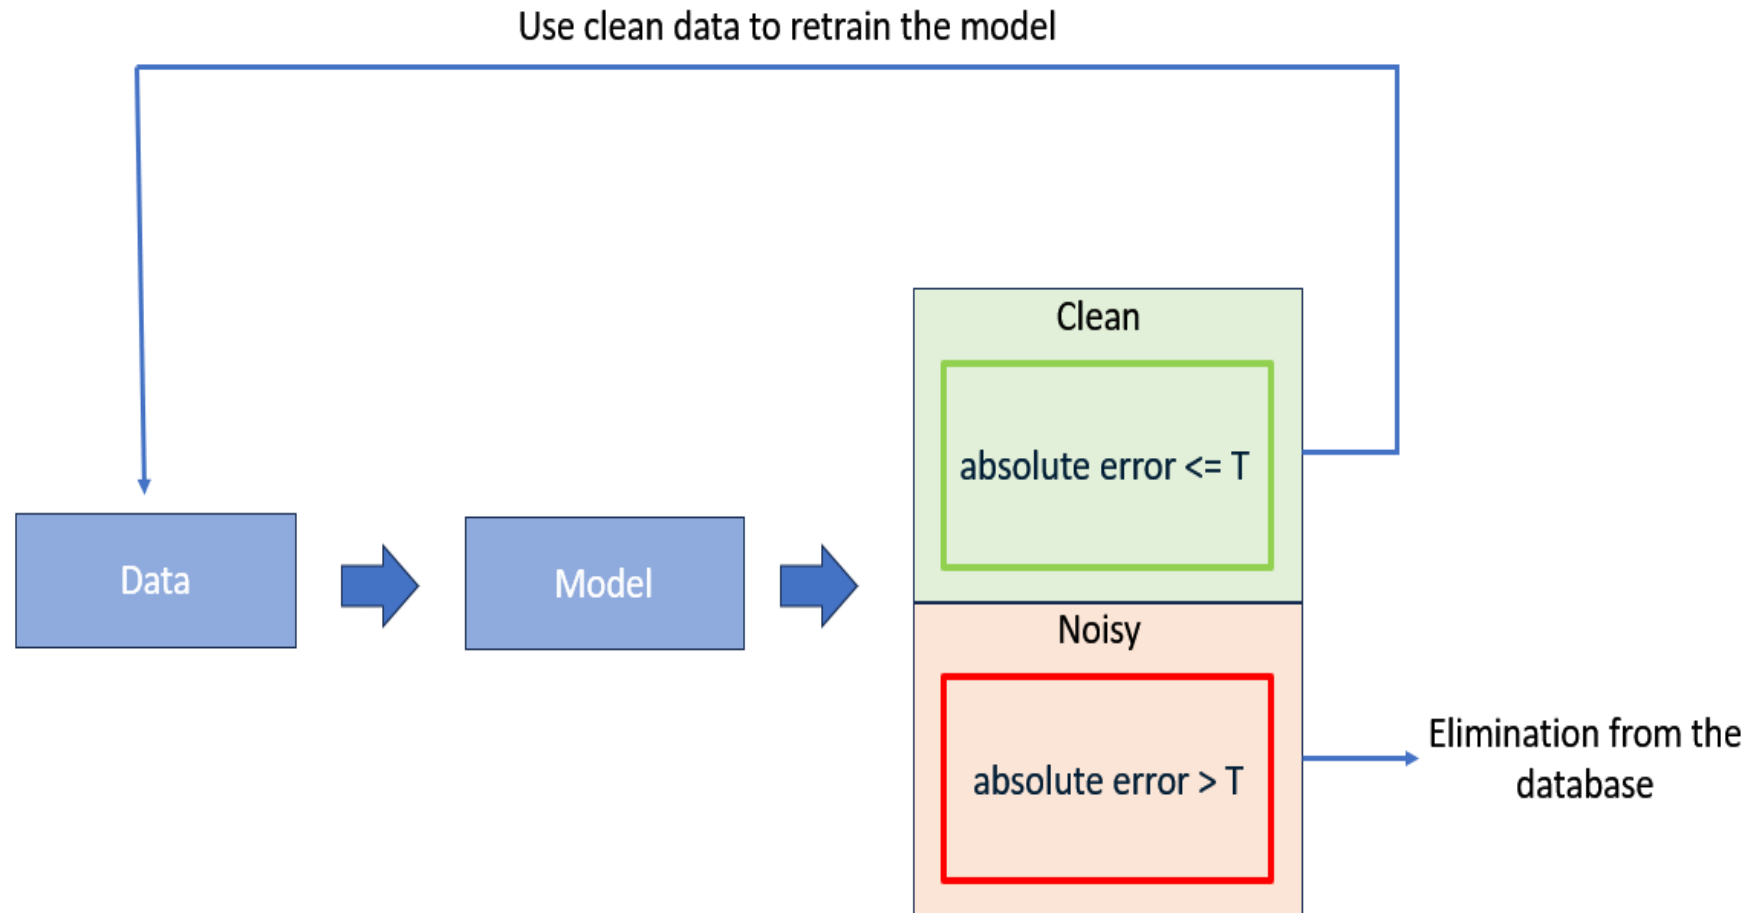 Use clean data to retrain the model
Clean
absolute error <= T
Data
Model
Noisy
absolute error > T
Elimination from the
database